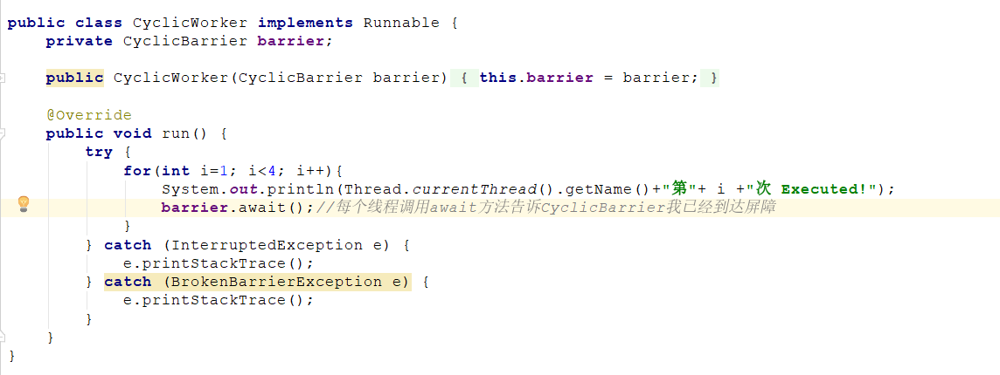 public class CyclicWorker implements Runnable {
    private CyclicBarrier barrier;
    public CyclicWorker(CyclicBarrier barrier) { this.barrier = barrier; }
    @Override
    public void run() {
        try {
            for(int i=1; i<4; i++){
                System.out.println(Thread.currentThread().getName()+"第"+ i +"次 Executed!");
                barrier.await();//每个线程调用await方法告诉CyclicBarrier我已经到达屏障
            }
        } catch (InterruptedException e) {
            e.printStackTrace();
        } catch (BrokenBarrierException e) {
            e.printStackTrace();
        }
    }
}